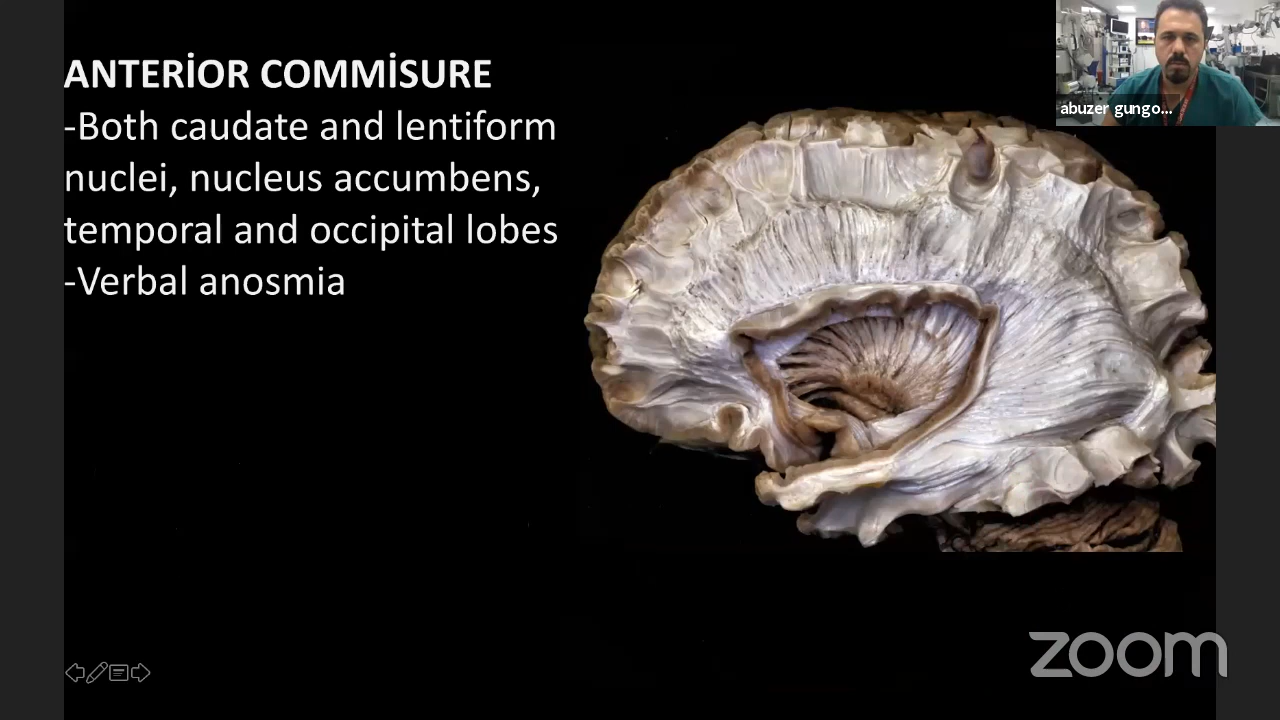 ANTERİOR COMMİSURE
-Both caudate and lentiform
nuclei, nucleus accumbens,
temporal and occipital lobes
-Verbal anosmia
abuzer gungo...
zoom